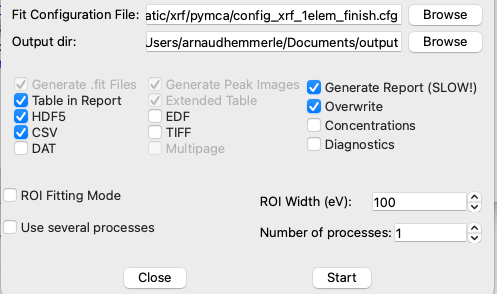 Fit Configuration File: atic/xrf/pymca/config_xrf_1elem_finish.cfg Browse
Output dir: Users/arnaudhemmerle/Documents/output Browse
Generate .fit Files Generate Peak Images Generate Report (SLOW!)
Table in Report Extended Table Overwrite
HDF5 EDF Concentrations
CSV TIFF Diagnostics
DAT Multipage
ROI Fitting Mode ROI Width (eV): 100
Use several processes Number of processes: 1
Close Start